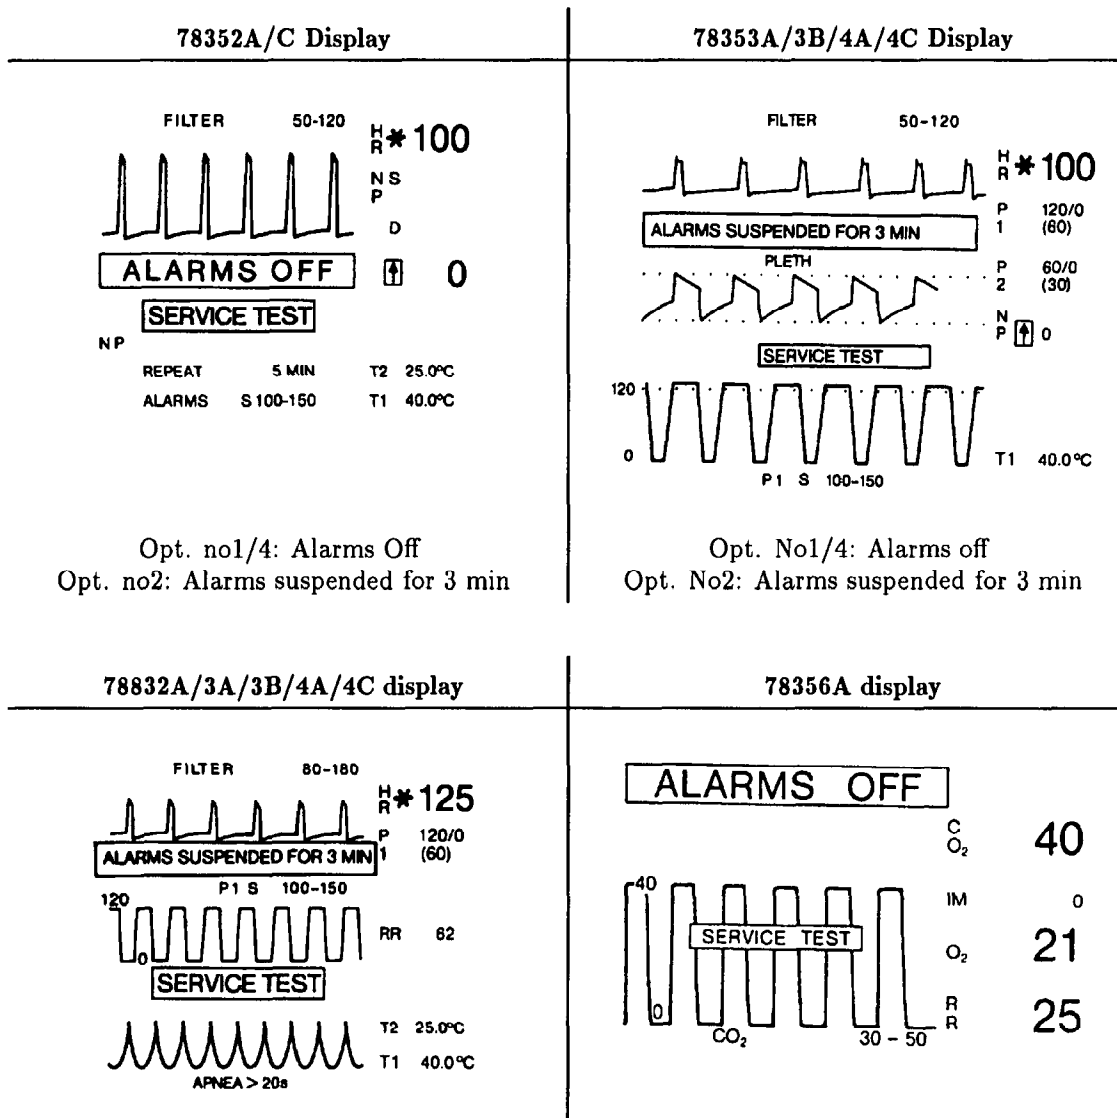 78352A/C Display
FILTER 50-120
HR *100
NP S
D
ALARMS OFF
0
SERVICE TEST
NP
REPEAT 5 MIN T2 25.0°C
ALARMS S 100-150 T1 40.0°C
Opt. no1/4: Alarms Off
Opt. no2: Alarms suspended for 3 min
78353A/3B/4A/4C Display
FILTER 50-120
HR *100
P1 120/0 (60)
ALARMS SUSPENDED FOR 3 MIN
PLETH
P2 60/0 (30)
NP 0
SERVICE TEST
120
0
T1 40.0°C
P1 S 100-150
Opt. No1/4: Alarms off
Opt. No2: Alarms suspended for 3 min
78832A/3A/3B/4A/4C display
FILTER 80-180
HR *125
P1 120/0 (60)
ALARMS SUSPENDED FOR 3 MIN
P1 S 100-150
120
RR 62
0
SERVICE TEST
T2 25.0°C
T1 40.0°C
APNEA > 20s
78356A display
ALARMS OFF
CO₂ 40
40
IM 0
SERVICE TEST
O₂ 21
0
RR 25
CO₂ 30 - 50